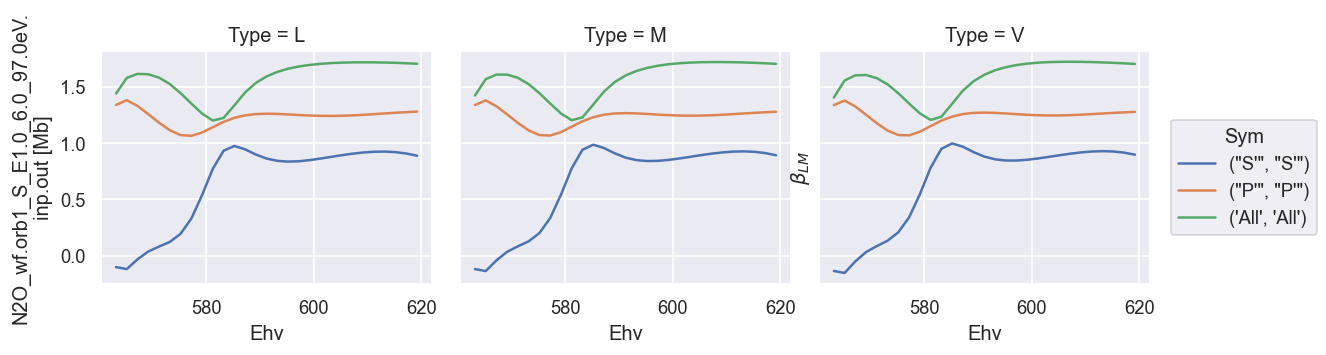 N2O_wf.orb1_S_E1.0_6.0_97.0eV.
inp.out [Mb]
Type = L
Type = M
Type = V
1.5
1.0
0.5
0.0
580
600
620
580
600
620
580
600
620
Ehv
Ehv
Ehv
βLM
Sym
("S'", "S'")
("P'", "P'")
('All', 'All')